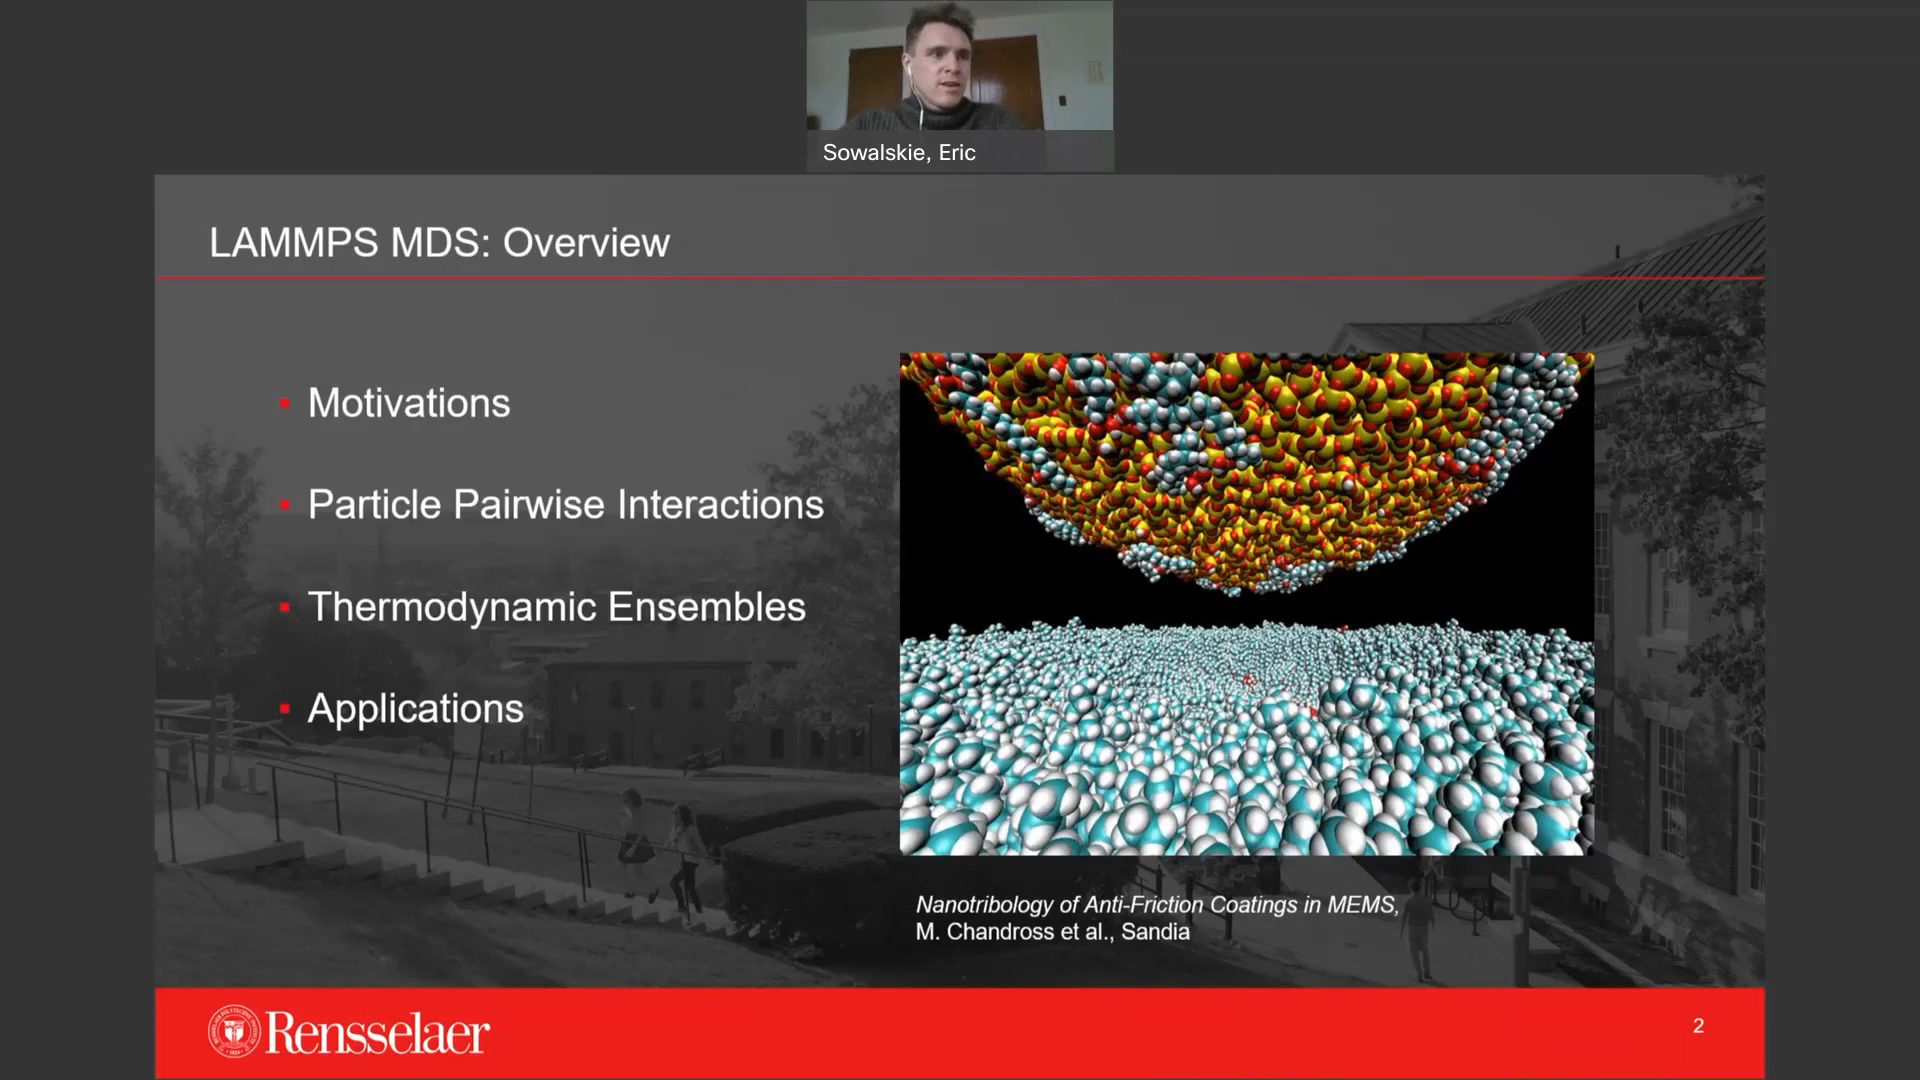 Sowalskie, Eric
LAMMPS MDS: Overview
Motivations
Particle Pairwise Interactions
Thermodynamic Ensembles
Applications
Nanotribology of Anti-Friction Coatings in MEMS,
M. Chandross et al., Sandia
Rensselaer
2